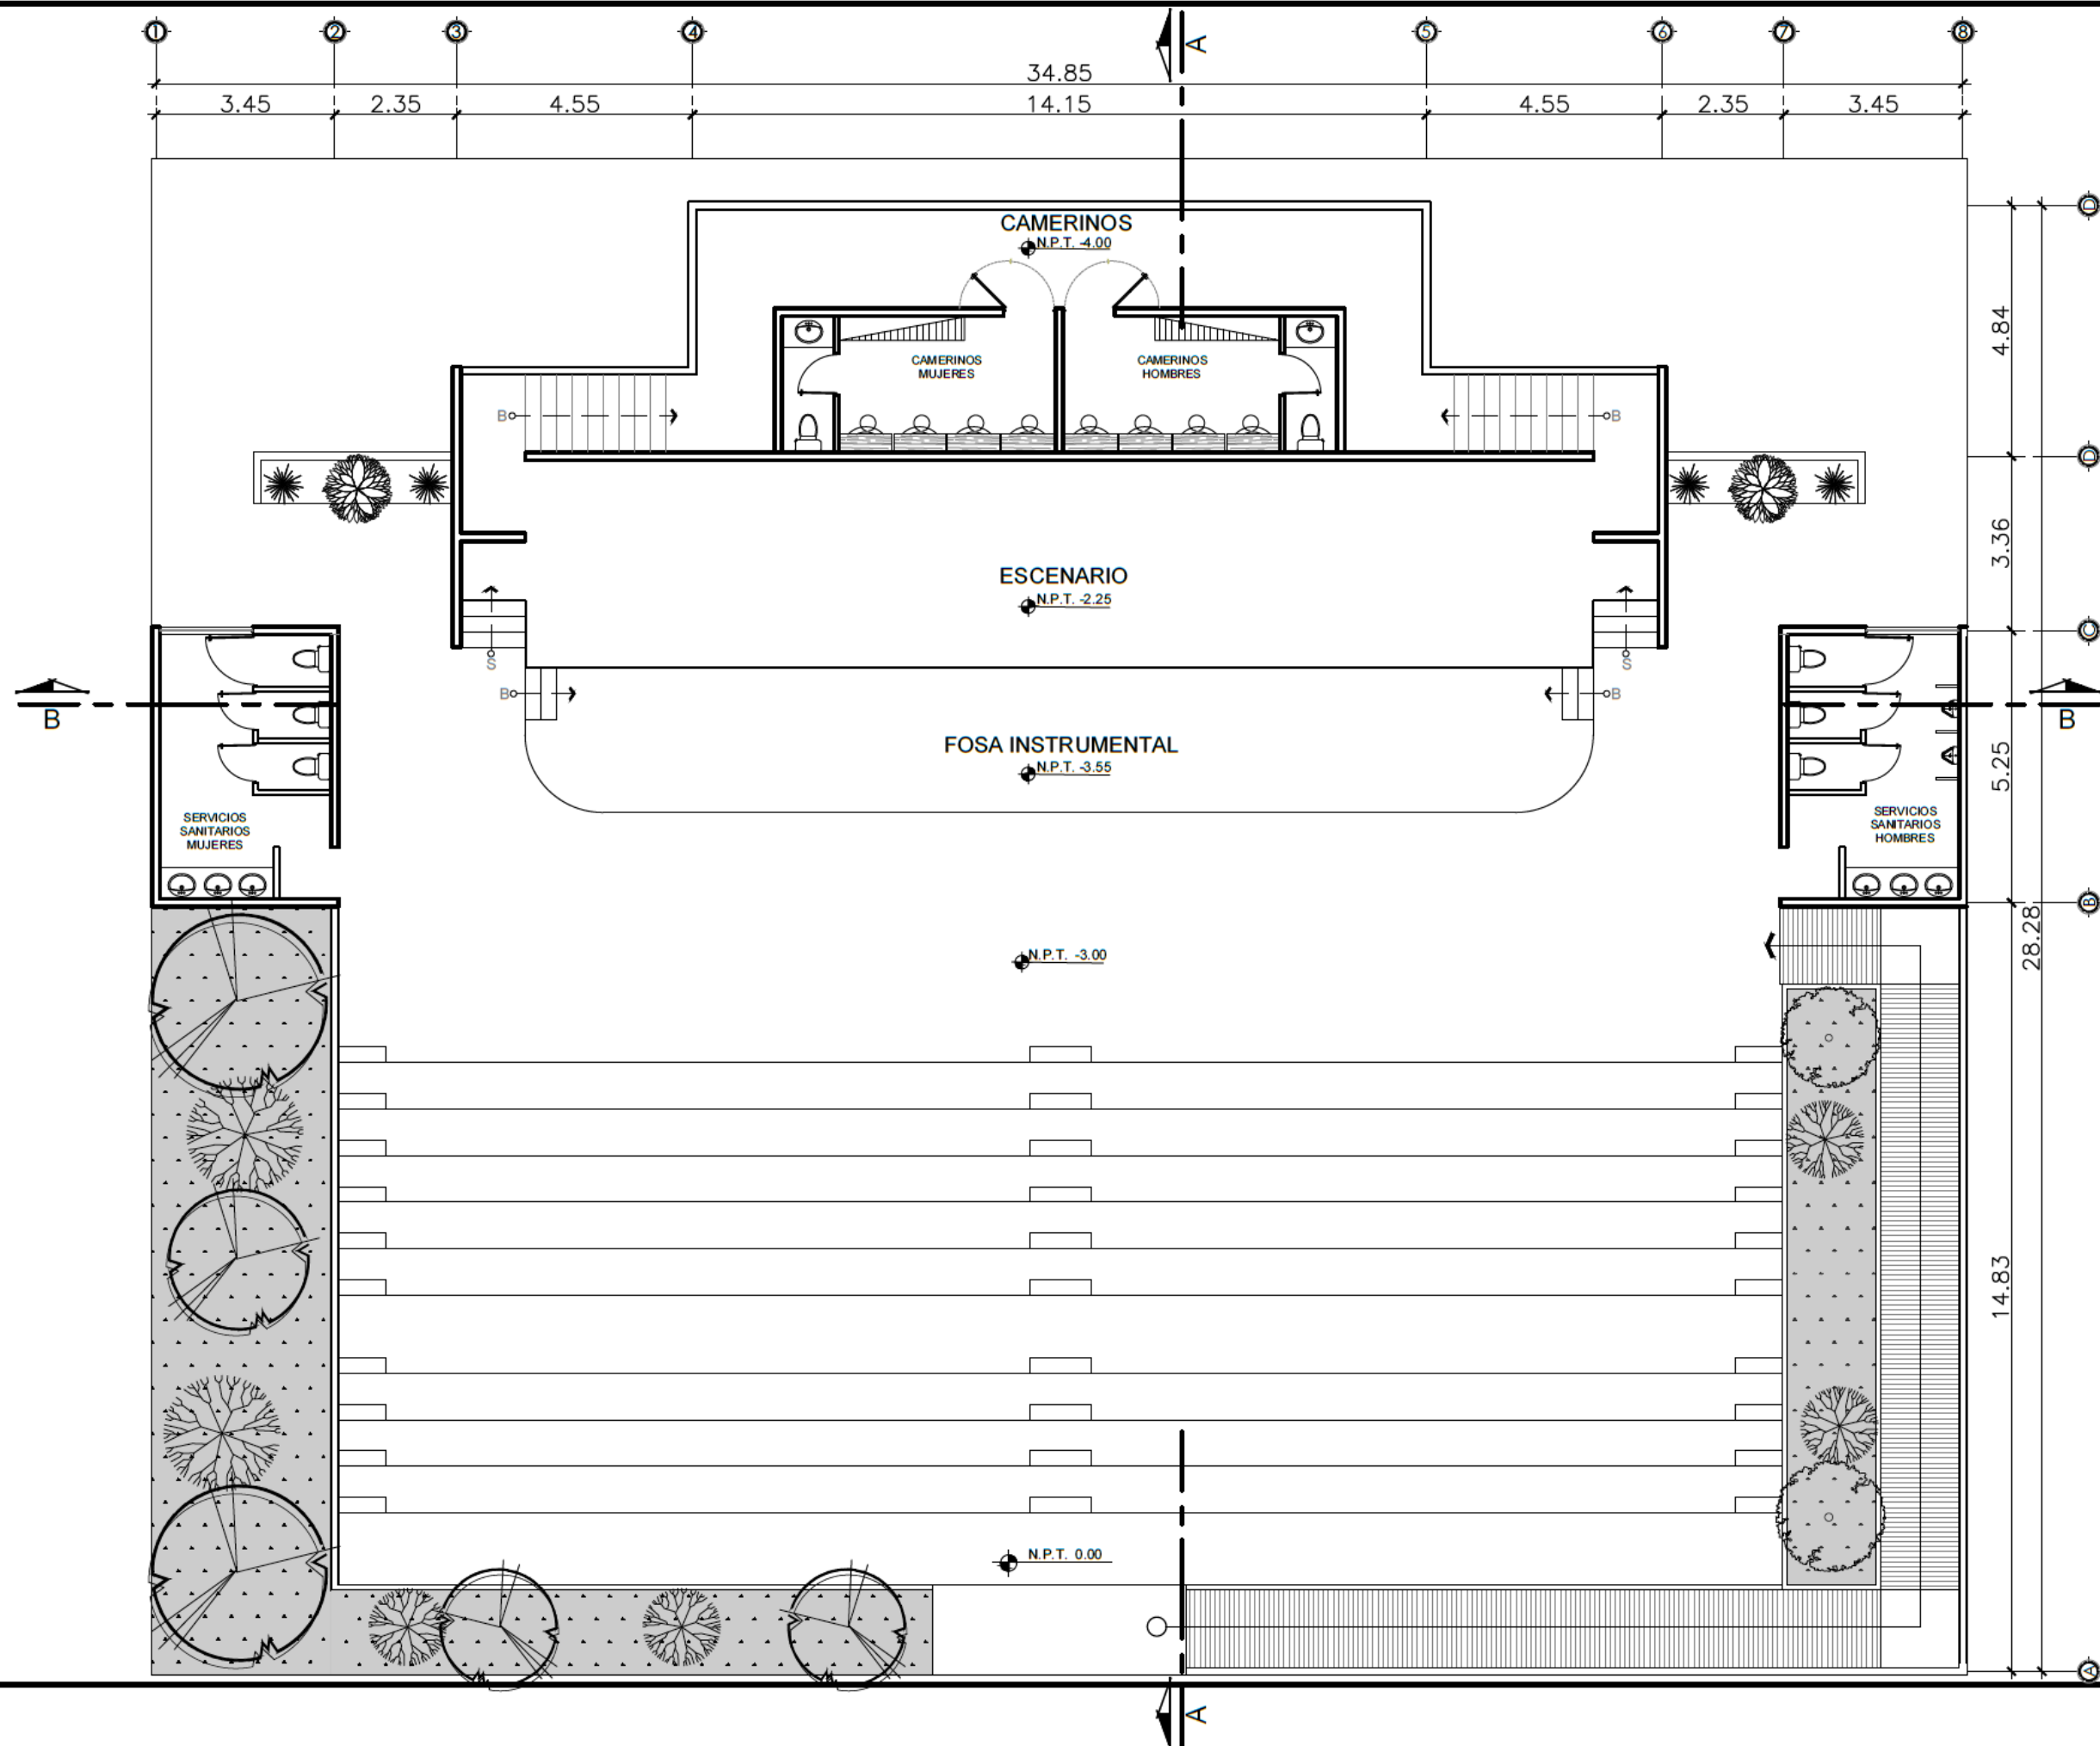 1 2 3 4 5 6 7 8
A
34.85
3.45 2.35 4.55 14.15 4.55 2.35 3.45
D
CAMERINOS
N.P.T. -4.00
4.84
CAMERINOS
MUJERES
CAMERINOS
HOMBRES
B
B
D
3.36
ESCENARIO
N.P.T. -2.25
C
S
S
B
B
B
B
FOSA INSTRUMENTAL
N.P.T. -3.55
5.25
SERVICIOS
SANITARIOS
MUJERES
SERVICIOS
SANITARIOS
HOMBRES
B
28.28
N.P.T. -3.00
14.83
N.P.T. 0.00
A
A